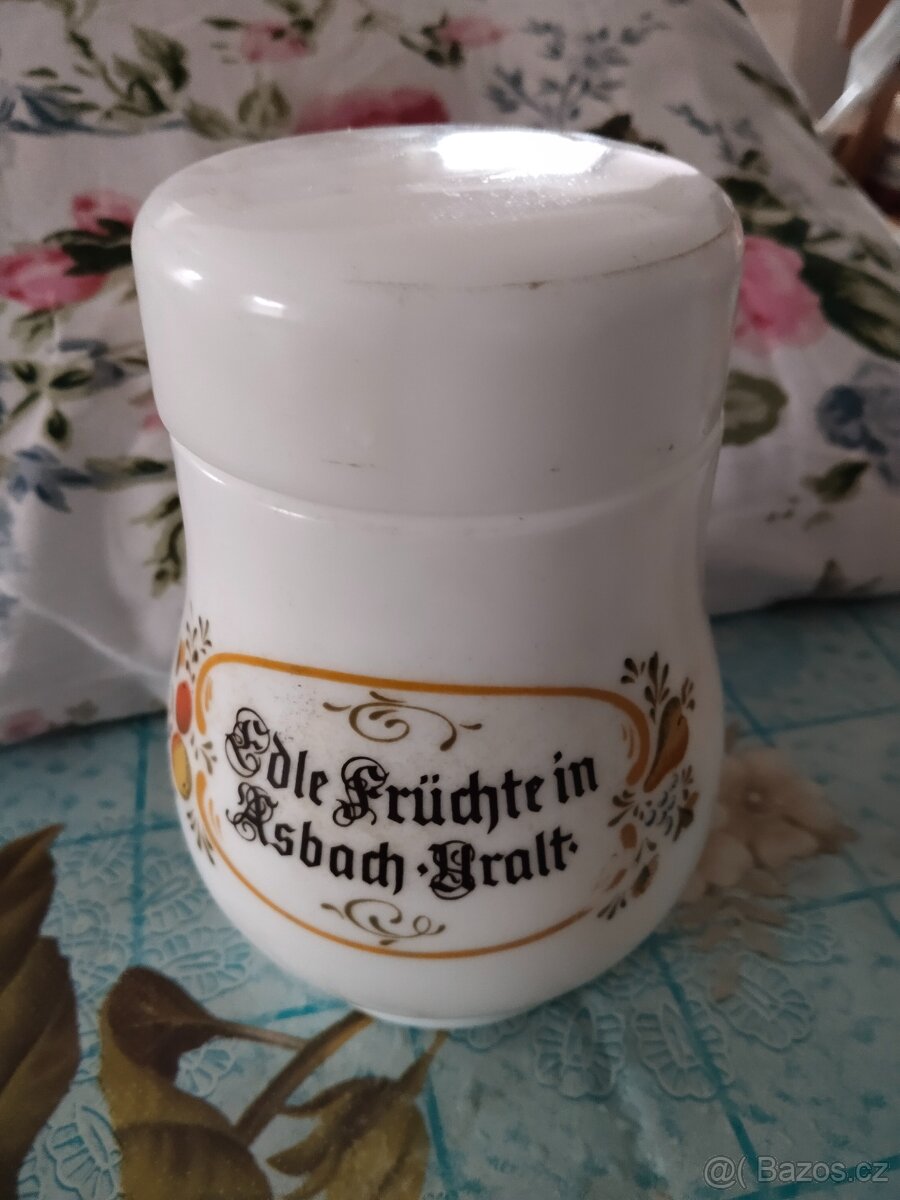 Edle Früchte in
Asbach · Uralt ·
@( Bazos.cz